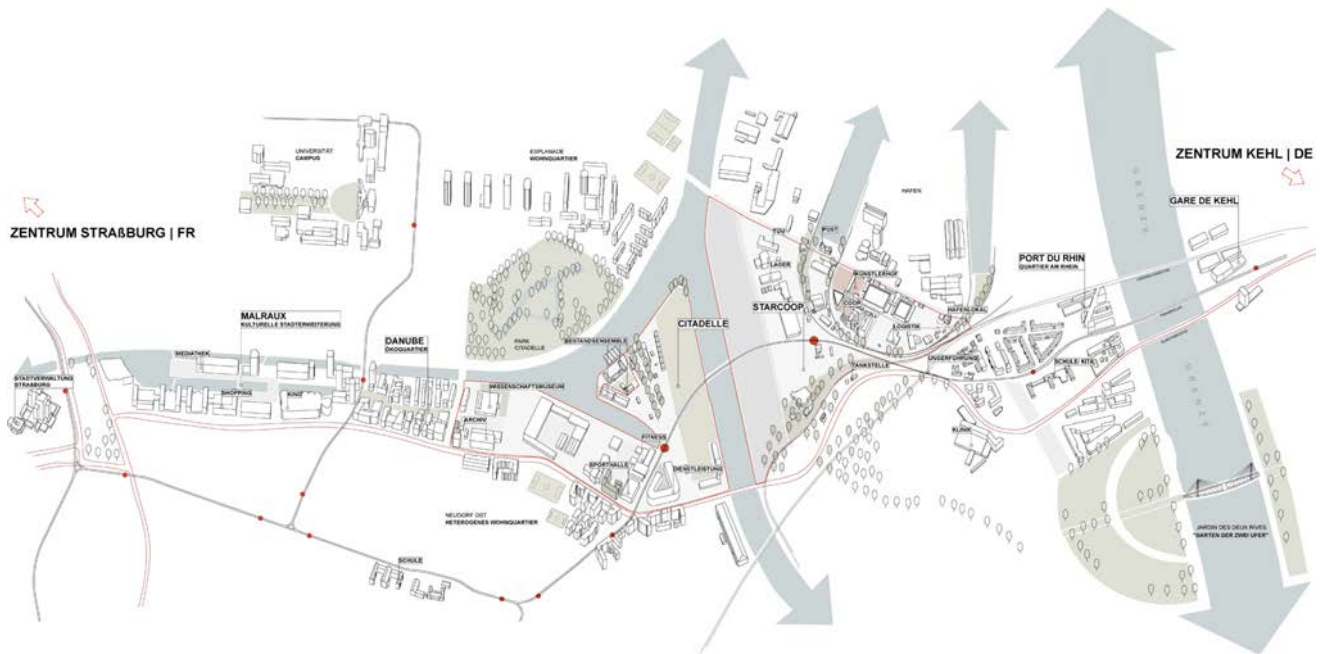 ZENTRUM STRAßBURG | FR
UNIVERSITÄT
CAMPUS
ESPLANADE
WOHNQUARTIER
ZENTRUM KEHL | DE
GARE DE KEHL
GRENZE
GRENZE
HAFEN
MALRAUX
KULTURELLE STADTERWEITERUNG
DANUBE
ÖKOQUARTIER
PARK
CITADELLE
MEDIATHEK
SHOPPING
KINO
STADTVERWALTUNG
STRAßBURG
WISSENSCHAFTSMUSEUM
ARCHIV
BESTANDSENSEMBLE
CITADELLE
FITNESS
SPORTHALLE
DIENSTLEISTUNG
NEUDORF OST
HETEROGENES WOHNQUARTIER
SCHULE
TÜV
POST
LAGER
KÜNSTLERHOF
COOP
STARCOOP
LOGISTIK
HAFENLOKAL
TANKSTELLE
PORT DU RHIN
QUARTIER AM RHEIN
SCHULE/ KITA
KLINIK
JARDIN DES DEUX RIVES
"GARTEN DER ZWEI UFER"